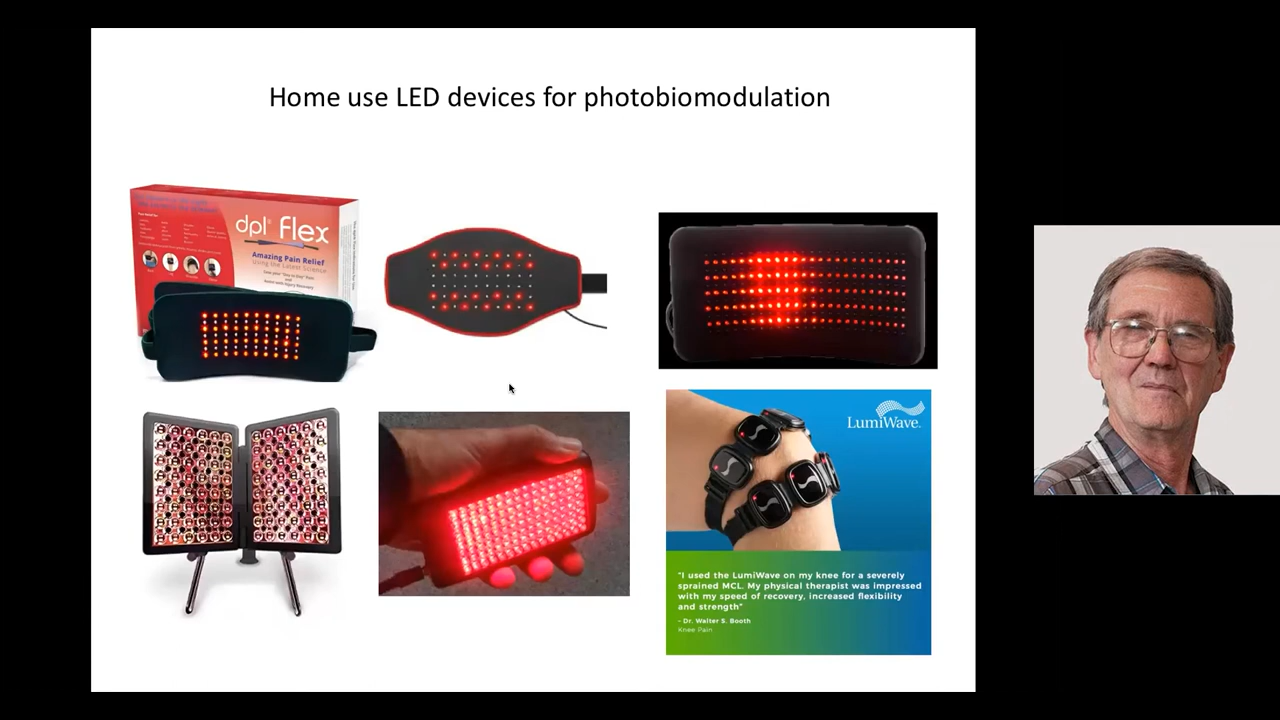 Home use LED devices for photobiomodulation
dpl® Flex
Amazing Pain Relief
Using the Latest Science
LumiWave
"I used the LumiWave on my knee for a severely
sprained MCL. My physical therapist was impressed
with my speed of recovery, increased flexibility
and strength"
- Dr. Walter S. Booth
Knee Pain